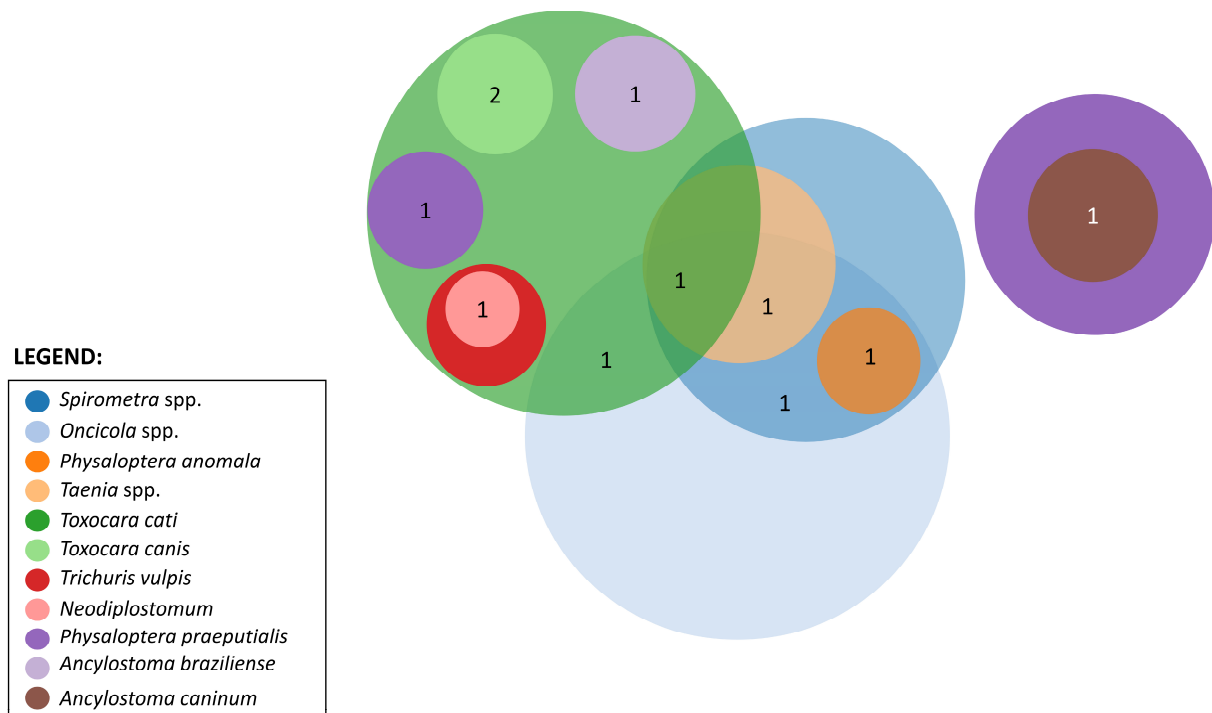 2
1
1
1
1
1
1
1
1
1
LEGEND:
Spirometra spp.
Oncicola spp.
Physaloptera anomala
Taenia spp.
Toxocara cati
Toxocara canis
Trichuris vulpis
Neodiplostomum
Physaloptera praeputialis
Ancylostoma braziliense
Ancylostoma caninum